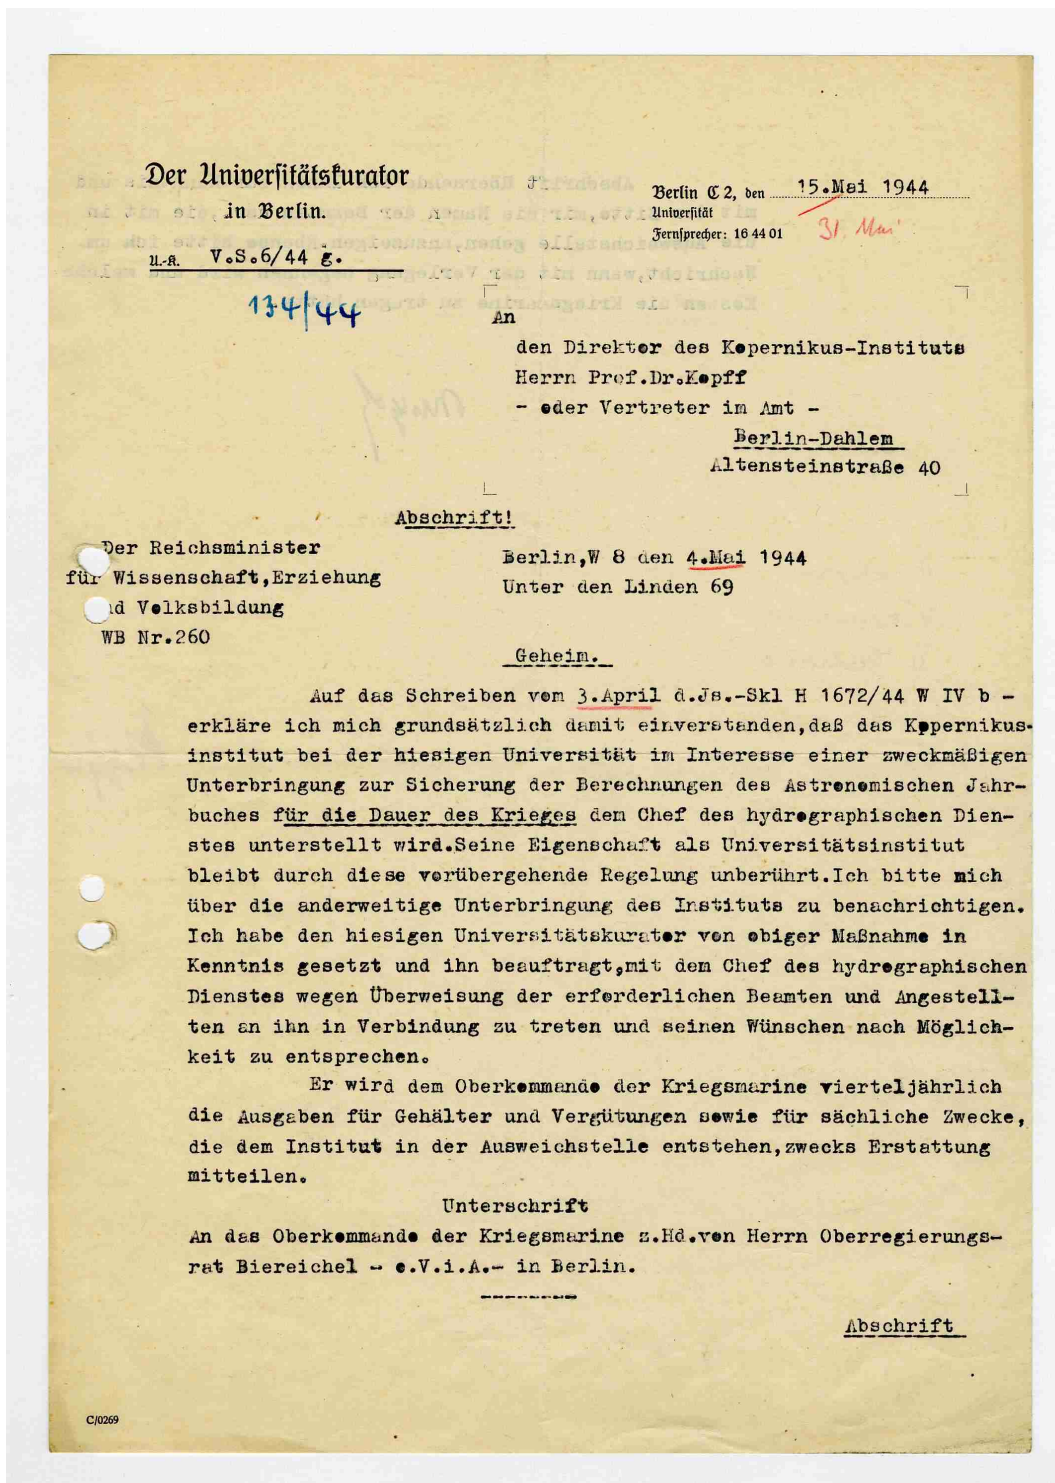 Der Universitätskurator
in Berlin.
U.-K. V.S.6/44 g.
134/44
Berlin C 2, den 15.Mai 1944
Universität
Fernsprecher: 16 44 01
31. Mai
An
den Direktor des Kopernikus-Instituts
Herrn Prof.Dr.Kopff
- oder Vertreter im Amt -
Berlin-Dahlem
Altensteinstraße 40
Abschrift!
Der Reichsminister
für Wissenschaft,Erziehung
nd Volksbildung
WB Nr.260
Berlin,W 8 den 4.Mai 1944
Unter den Linden 69
Geheim.
Auf das Schreiben vom 3.April d.Js.-Skl H 1672/44 W IV b -
erkläre ich mich grundsätzlich damit einverstanden,daß das Kopernikus-
institut bei der hiesigen Universität im Interesse einer zweckmäßigen
Unterbringung zur Sicherung der Berechnungen des Astronomischen Jahr-
buches für die Dauer des Krieges dem Chef des hydrographischen Dien-
stes unterstellt wird.Seine Eigenschaft als Universitätsinstitut
bleibt durch diese vorübergehende Regelung unberührt.Ich bitte mich
über die anderweitige Unterbringung des Instituts zu benachrichtigen.
Ich habe den hiesigen Universitätskurator von obiger Maßnahme in
Kenntnis gesetzt und ihn beauftragt,mit dem Chef des hydrographischen
Dienstes wegen Überweisung der erforderlichen Beamten und Angestell-
ten an ihn in Verbindung zu treten und seinen Wünschen nach Möglich-
keit zu entsprechen.
Er wird dem Oberkommando der Kriegsmarine vierteljährlich
die Ausgaben für Gehälter und Vergütungen sowie für sächliche Zwecke,
die dem Institut in der Ausweichstelle entstehen,zwecks Erstattung
mitteilen.
Unterschrift
An das Oberkommando der Kriegsmarine z.Hd.von Herrn Oberregierungs-
rat Biereichel - o.V.i.A.- in Berlin.
Abschrift
C/0269